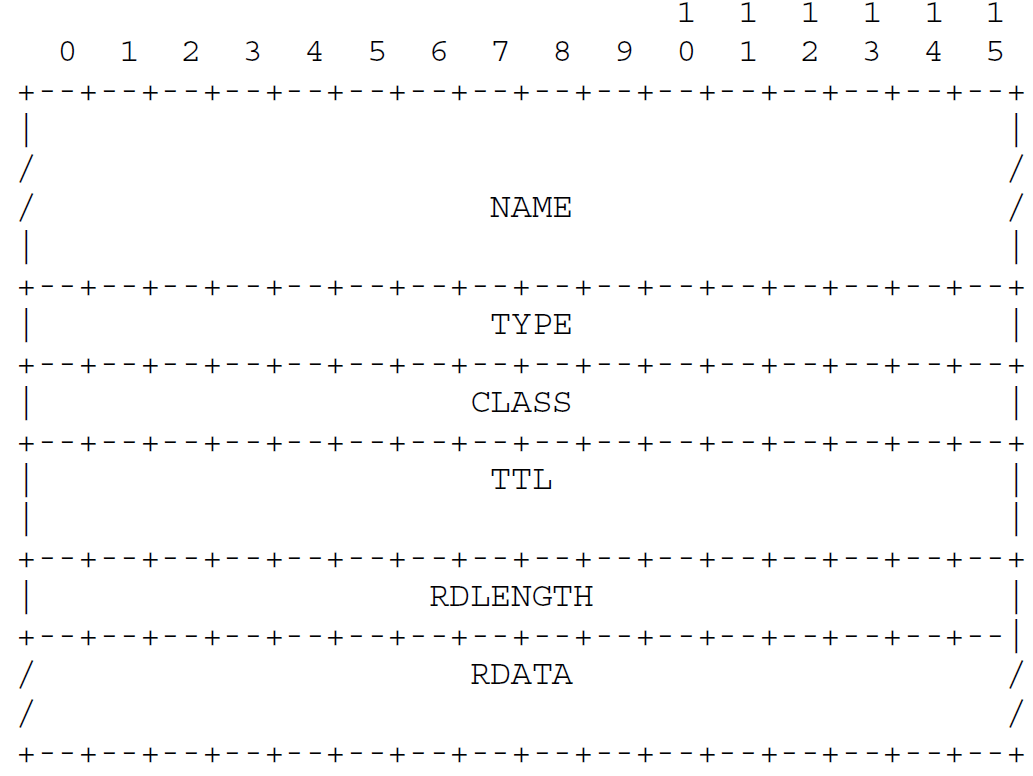 1  1  1  1  1  1
  0  1  2  3  4  5  6  7  8  9  0  1  2  3  4  5
+--+--+--+--+--+--+--+--+--+--+--+--+--+--+--+--+
|                                               |
/                                               /
/                      NAME                     /
|                                               |
+--+--+--+--+--+--+--+--+--+--+--+--+--+--+--+--+
|                      TYPE                     |
+--+--+--+--+--+--+--+--+--+--+--+--+--+--+--+--+
|                     CLASS                     |
+--+--+--+--+--+--+--+--+--+--+--+--+--+--+--+--+
|                      TTL                      |
|                                               |
+--+--+--+--+--+--+--+--+--+--+--+--+--+--+--+--+
|                   RDLENGTH                    |
+--+--+--+--+--+--+--+--+--+--+--+--+--+--+--+--|
/                     RDATA                     /
/                                               /
+--+--+--+--+--+--+--+--+--+--+--+--+--+--+--+--+